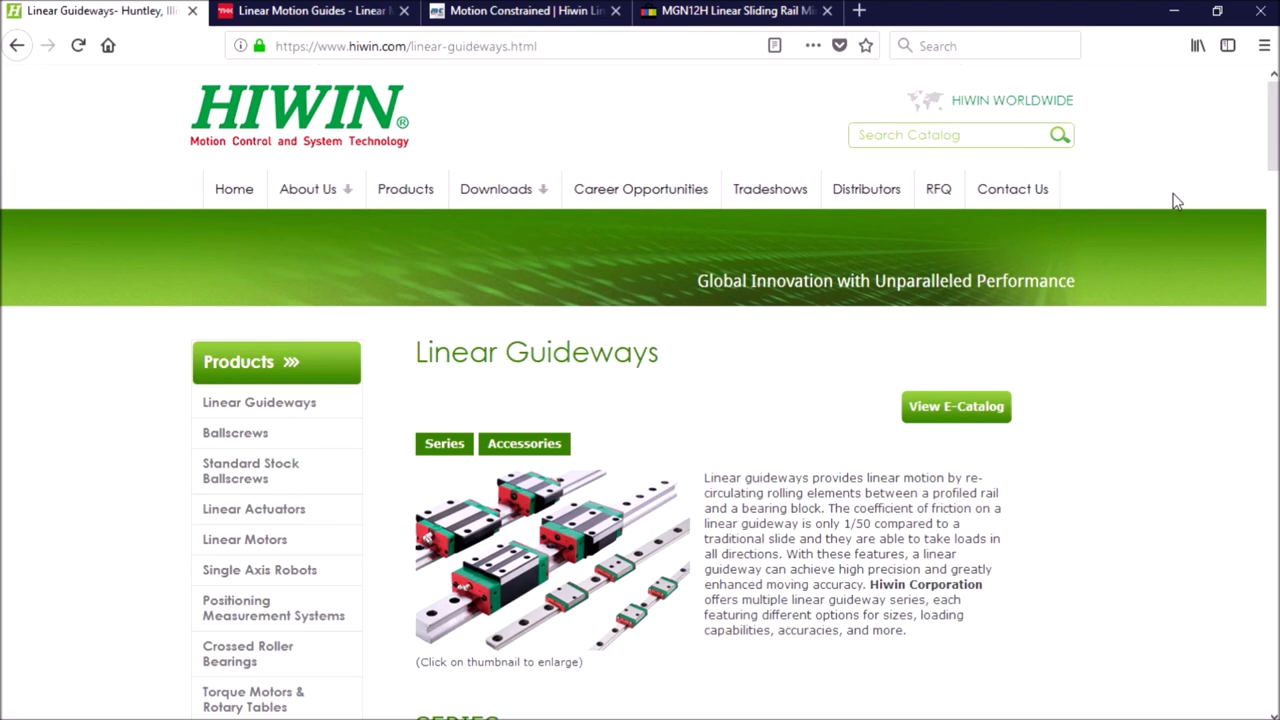 Linear Guideways- Huntley, Illi
Linear Motion Guides - Linear M
Motion Constrained | Hiwin Lin
MGN12H Linear Sliding Rail Mi
https://www.hiwin.com/linear-guideways.html
Search
HIWIN®
Motion Control and System Technology
HIWIN WORLDWIDE
Search Catalog
Home
About Us
Products
Downloads
Career Opportunities
Tradeshows
Distributors
RFQ
Contact Us
Global Innovation with Unparalleled Performance
Products
Linear Guideways
Ballscrews
Standard Stock
Ballscrews
Linear Actuators
Linear Motors
Single Axis Robots
Positioning
Measurement Systems
Crossed Roller
Bearings
Torque Motors &
Rotary Tables
Linear Guideways
View E-Catalog
Series
Accessories
Linear guideways provides linear motion by re-
circulating rolling elements between a profiled rail
and a bearing block. The coefficient of friction on a
linear guideway is only 1/50 compared to a
traditional slide and they are able to take loads in
all directions. With these features, a linear
guideway can achieve high precision and greatly
enhanced moving accuracy. Hiwin Corporation
offers multiple linear guideway series, each
featuring different options for sizes, loading
capabilities, accuracies, and more.
(Click on thumbnail to enlarge)
SERIES